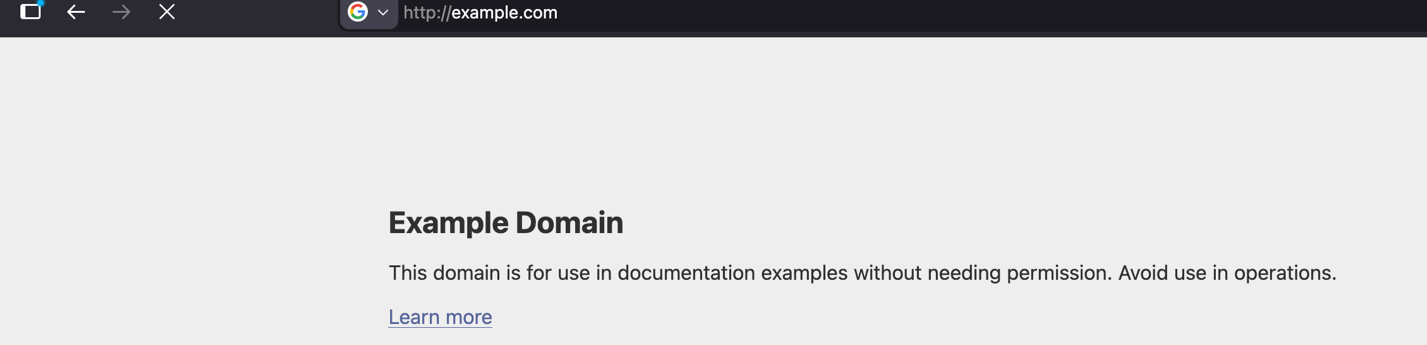 http://example.com
Example Domain
This domain is for use in documentation examples without needing permission. Avoid use in operations.
Learn more